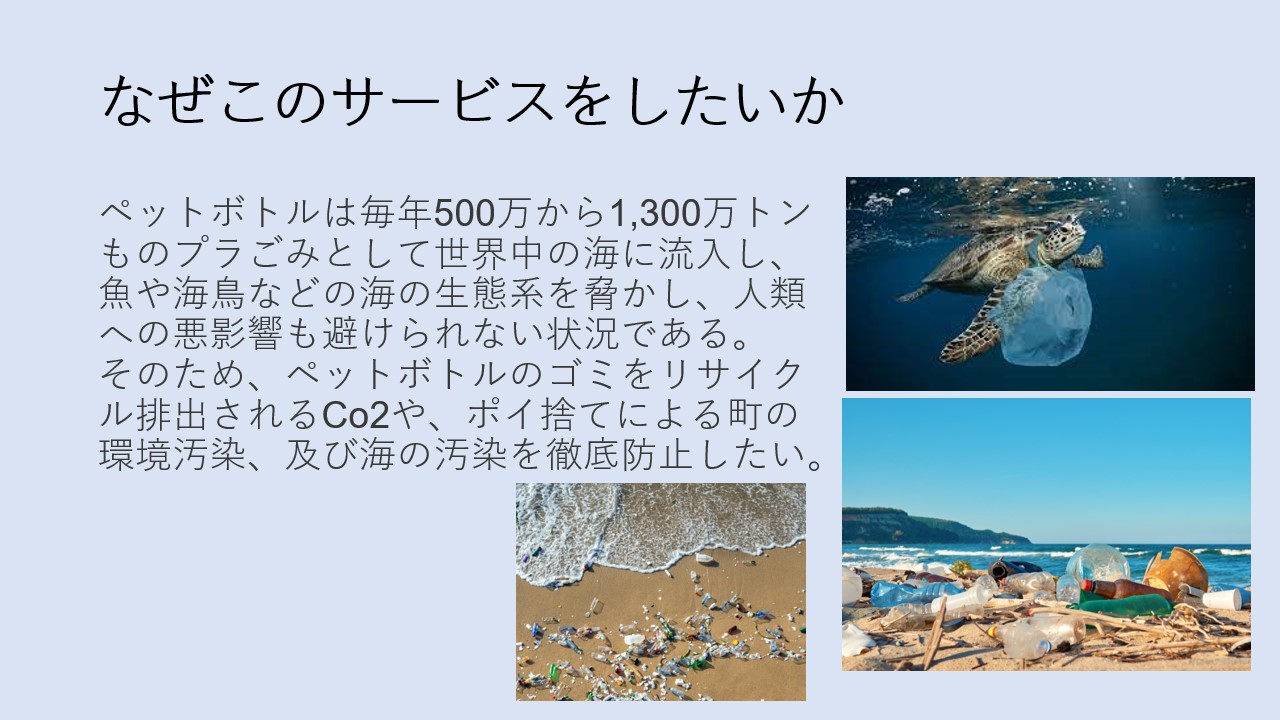 なぜこのサービスをしたいか
ペットボトルは毎年500万から1,300万トン
ものプラごみとして世界中の海に流入し、
魚や海鳥などの海の生態系を脅かし、人類
への悪影響も避けられない状況である。
そのため、ペットボトルのゴミをリサイク
ル排出されるCo2や、ポイ捨てによる町の
環境汚染、及び海の汚染を徹底防止したい。